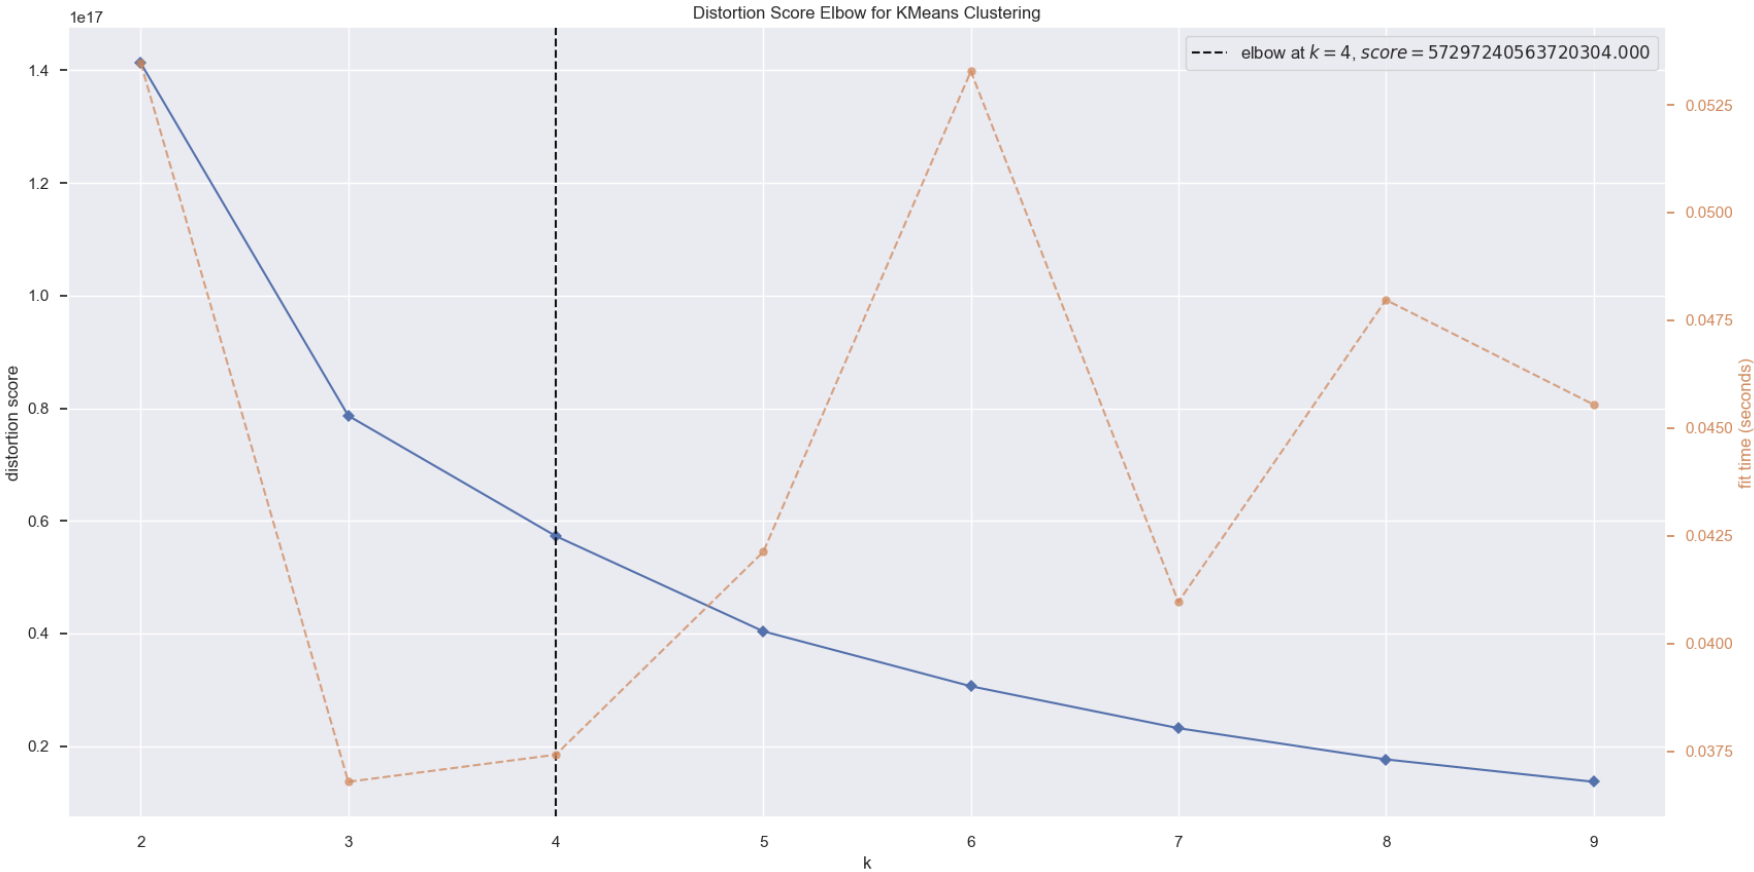 Distortion Score Elbow for KMeans Clustering
1e17
elbow at k = 4, score = 57297240563720304.000
1.4
1.2
1.0
0.8
0.6
0.4
0.2
distortion score
0.0525
0.0500
0.0475
0.0450
0.0425
0.0400
0.0375
fit time (seconds)
2 3 4 5 6 7 8 9
k